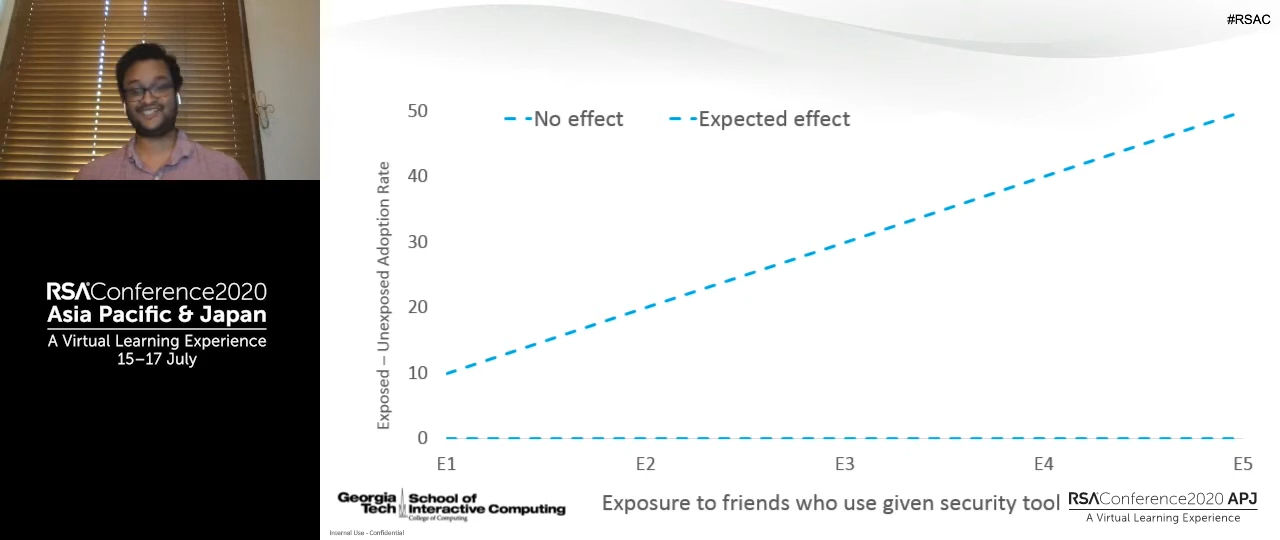 #RSAC
RSAConference2020
Asia Pacific & Japan
A Virtual Learning Experience
15–17 July
No effect
Expected effect
Exposed – Unexposed Adoption Rate
50
40
30
20
10
0
E1 E2 E3 E4 E5
Exposure to friends who use given security tool
Georgia Tech
School of
Interactive Computing
College of Computing
RSAConference2020 APJ
A Virtual Learning Experience
Internal Use - Confidential